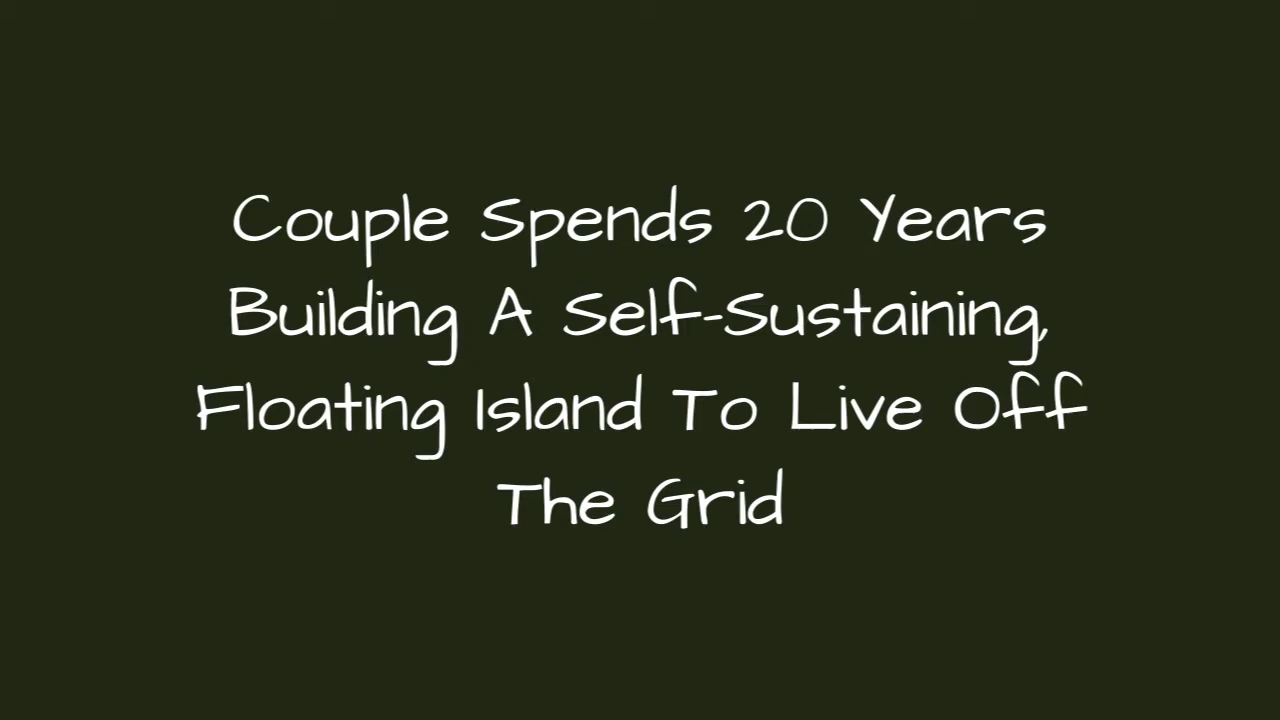 Couple Spends 20 Years
Building A Self-Sustaining,
Floating Island To Live Off
The Grid